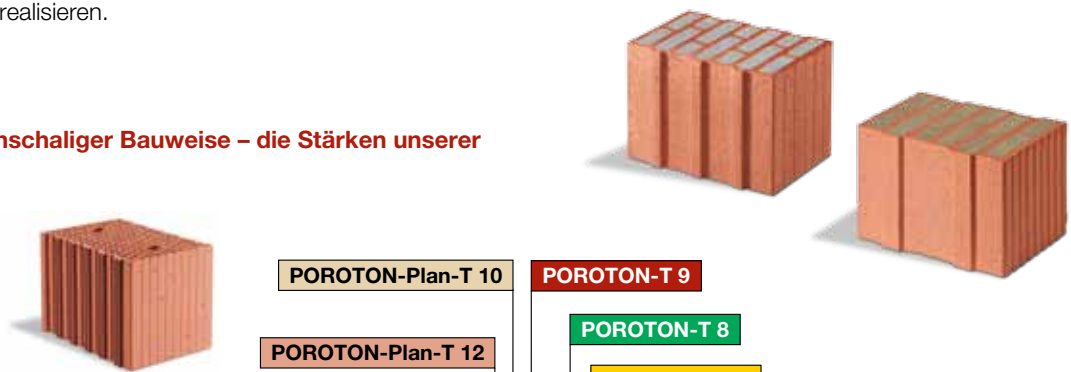 realisieren.
nschaliger Bauweise – die Stärken unserer
POROTON-Plan-T 10
POROTON-T 9
POROTON-T 8
POROTON-Plan-T 12